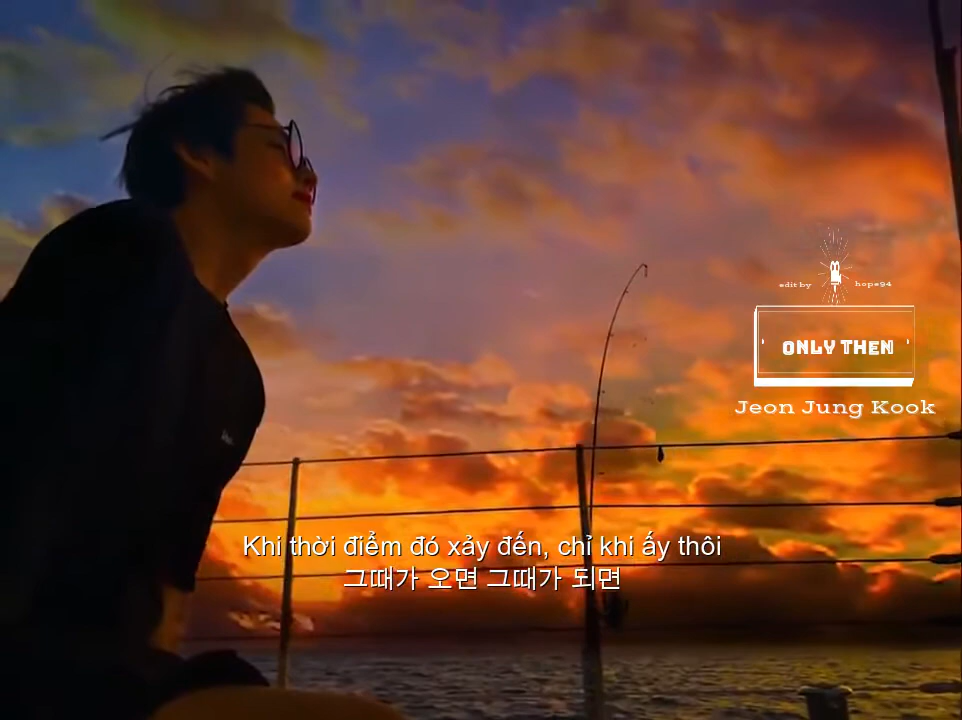 edit by hope94
' ONLY THEN '
Jeon Jung Kook
Khi thời điểm đó xảy đến, chỉ khi ấy thôi
그때가 오면 그때가 되면